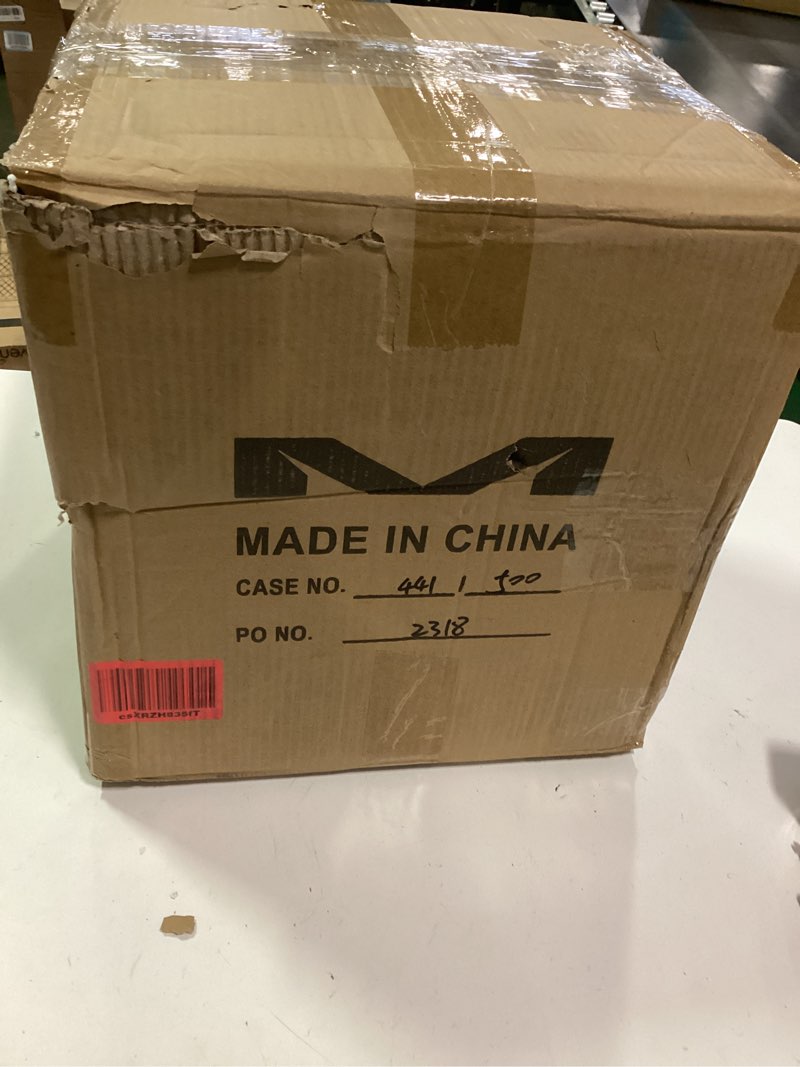 MADE IN CHINA
CASE NO. 441 / 500
PO NO. 2318